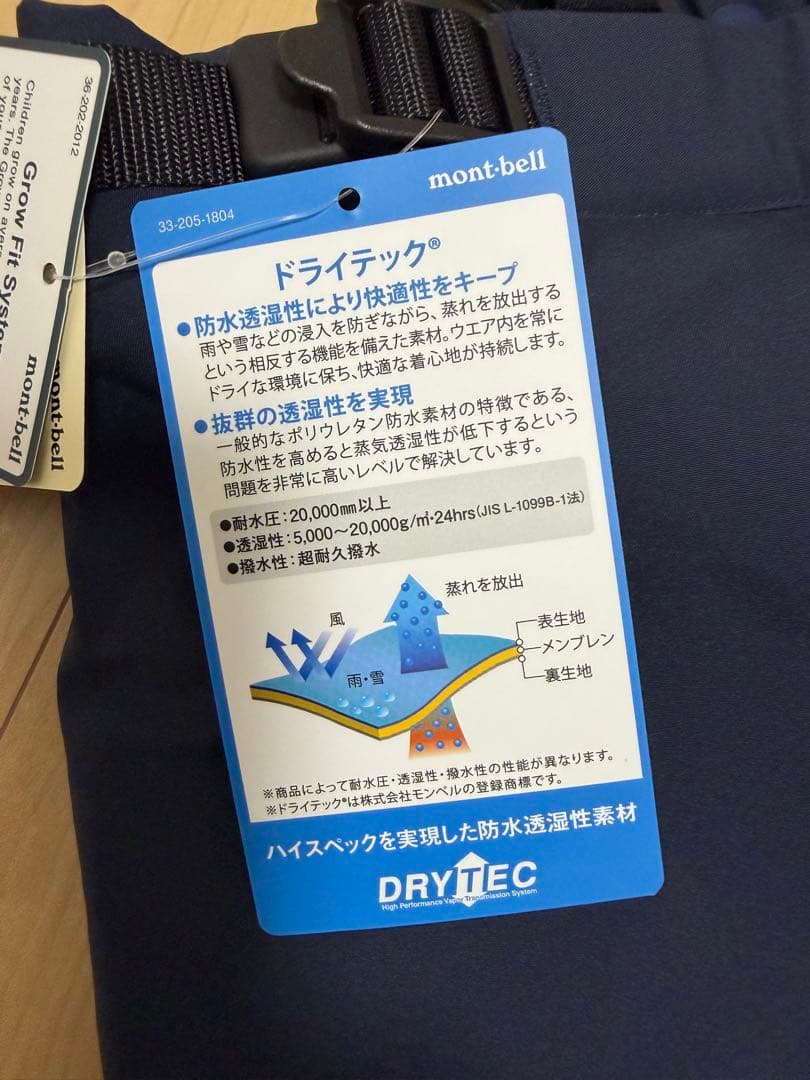 mont-bell
33-205-1804
ドライテック®
●防水透湿性により快適性をキープ
雨や雪などの浸入を防ぎながら、蒸れを放出する
という相反する機能を備えた素材。ウエア内を常に
ドライな環境に保ち、快適な着心地が持続します。
●抜群の透湿性を実現
一般的なポリウレタン防水素材の特徴である、
防水性を高めると蒸気透湿性が低下するという
問題を非常に高いレベルで解決しています。
●耐水圧：20,000㎜以上
●透湿性：5,000～20,000g/㎡・24hrs(JIS L-1099B-1法)
●撥水性：超耐久撥水
蒸れを放出
風
雨・雪
表生地
メンブレン
裏生地
※商品によって耐水圧・透湿性・撥水性の性能が異なります。
※ドライテック®は株式会社モンベルの登録商標です。
ハイスペックを実現した防水透湿性素材
DRYTEC
High Performance Vapor Transmission System
36-202-2012
Grow Fit System
Children grow on
years. The
of your
mont-bell
mont-bell